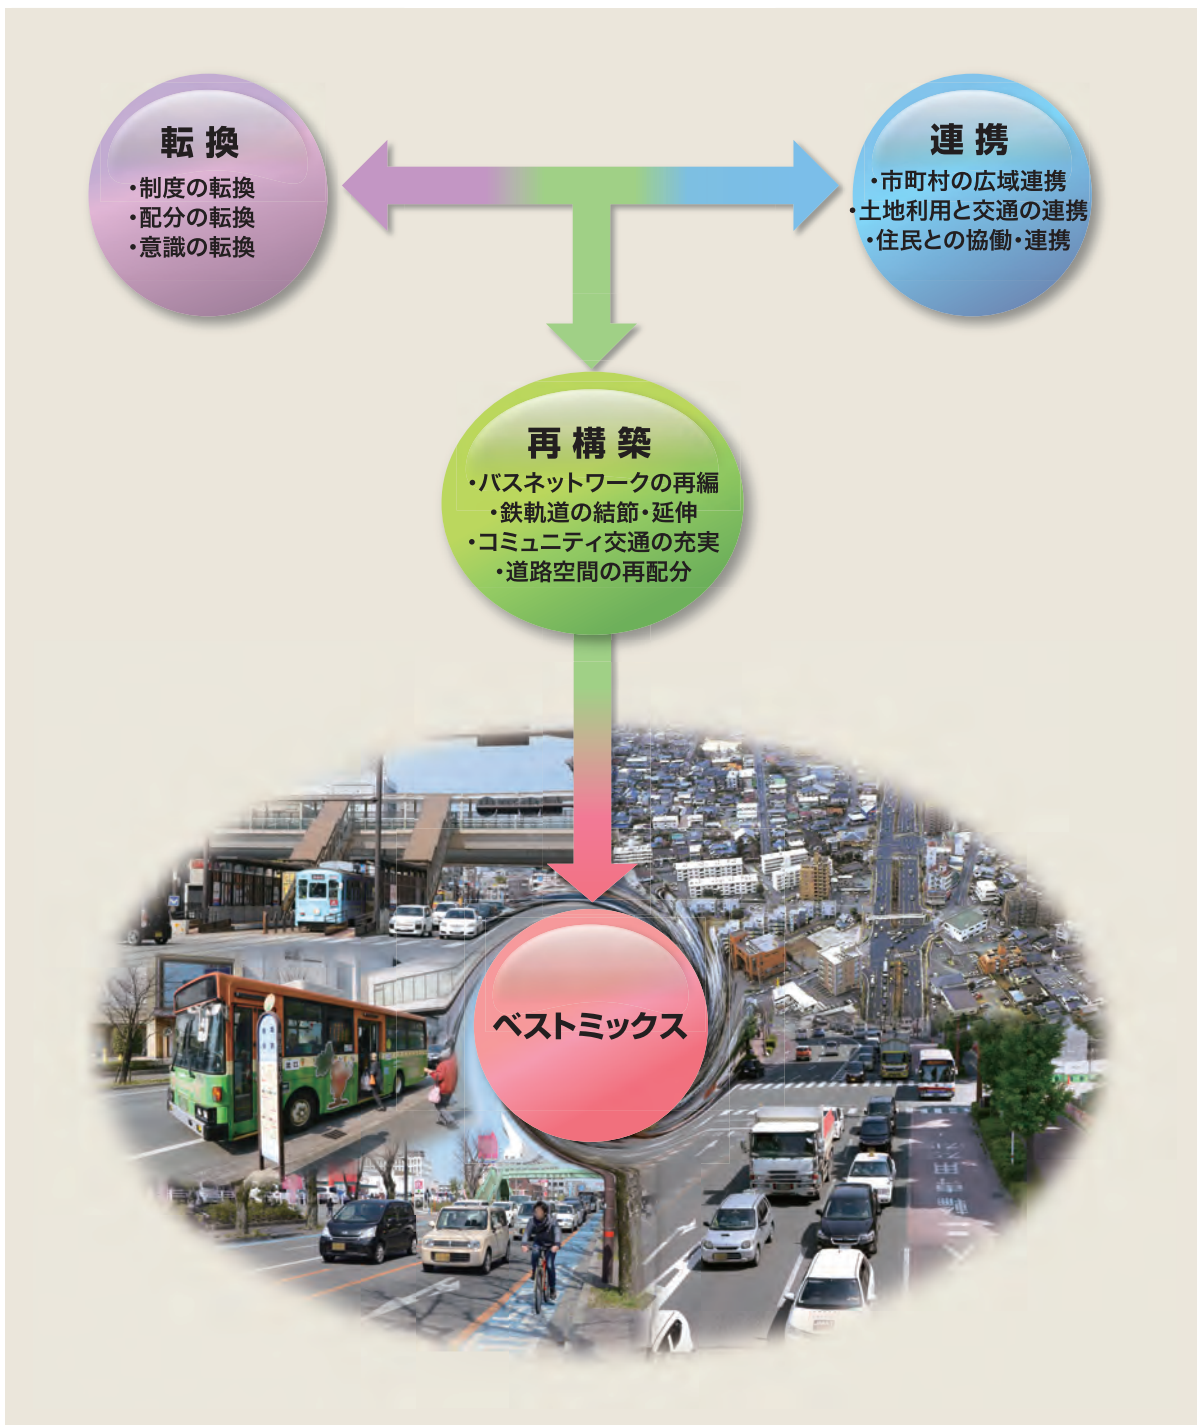 転換
・制度の転換
・配分の転換
・意識の転換
連携
・市町村の広域連携
・土地利用と交通の連携
・住民との協働・連携
再構築
・バスネットワークの再編
・鉄軌道の結節・延伸
・コミュニティ交通の充実
・道路空間の再配分
ベストミックス